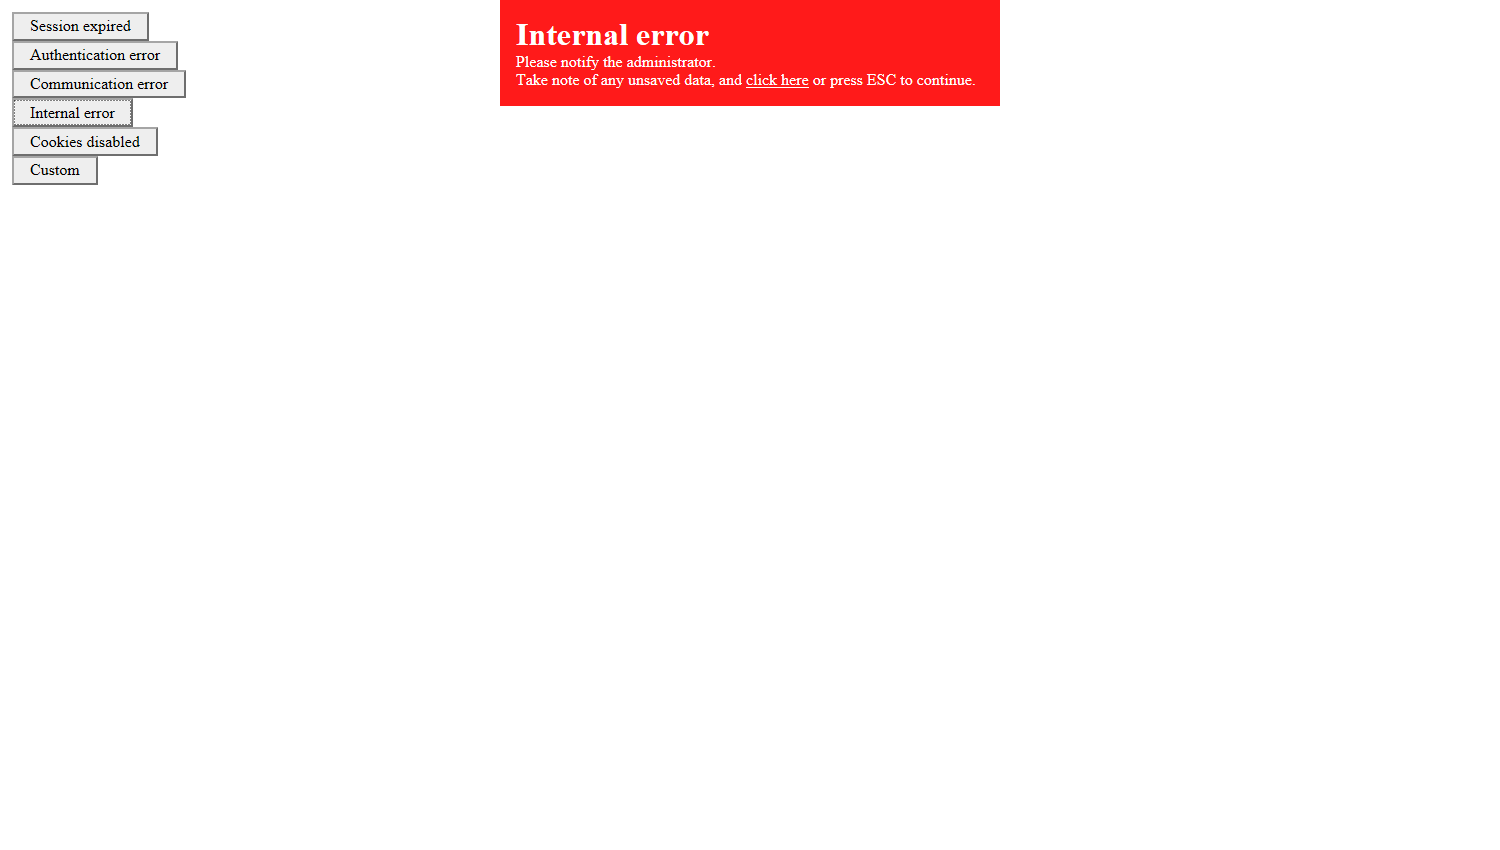 Session expired
Authentication error
Communication error
Internal error
Cookies disabled
Custom
Internal error
Please notify the administrator.
Take note of any unsaved data, and click here or press ESC to continue.